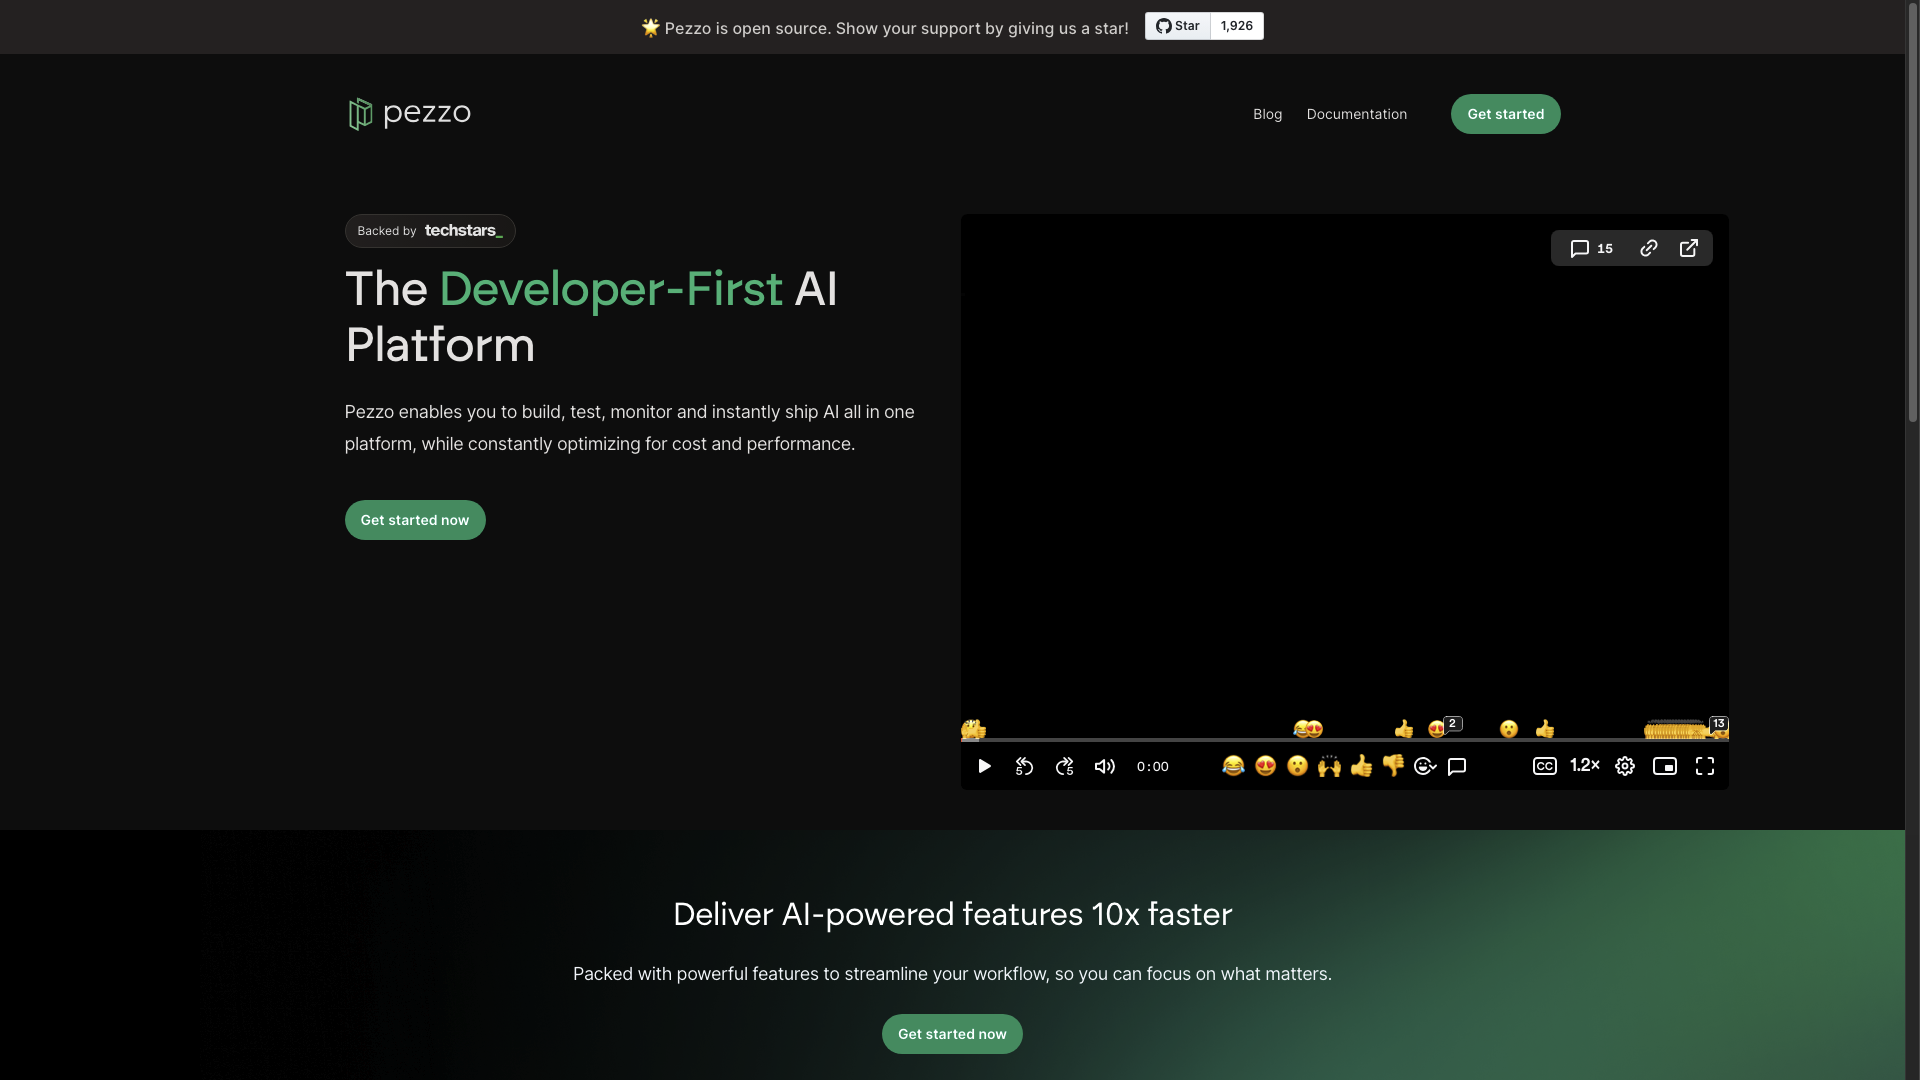 🌟 Pezzo is open source. Show your support by giving us a star!
Star 1,926
pezzo
Blog Documentation Get started
Backed by techstars_
The Developer-First AI
Platform
Pezzo enables you to build, test, monitor and instantly ship AI all in one
platform, while constantly optimizing for cost and performance.
Get started now
15
2
13
5 5 0:00
CC 1.2×
Deliver AI-powered features 10x faster
Packed with powerful features to streamline your workflow, so you can focus on what matters.
Get started now